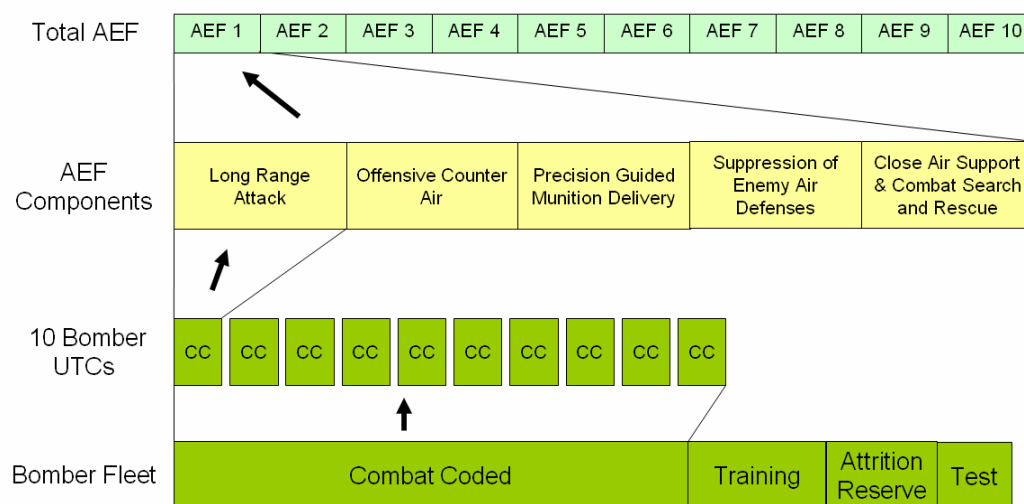 Total AEF
AEF 1 AEF 2 AEF 3 AEF 4 AEF 5 AEF 6 AEF 7 AEF 8 AEF 9 AEF 10
AEF
Components
Long Range
Attack
Offensive Counter
Air
Precision Guided
Munition Delivery
Suppression of
Enemy Air
Defenses
Close Air Support
& Combat Search
and Rescue
10 Bomber
UTCs
CC CC CC CC CC CC CC CC CC CC
Bomber Fleet
Combat Coded
Training
Attrition
Reserve
Test